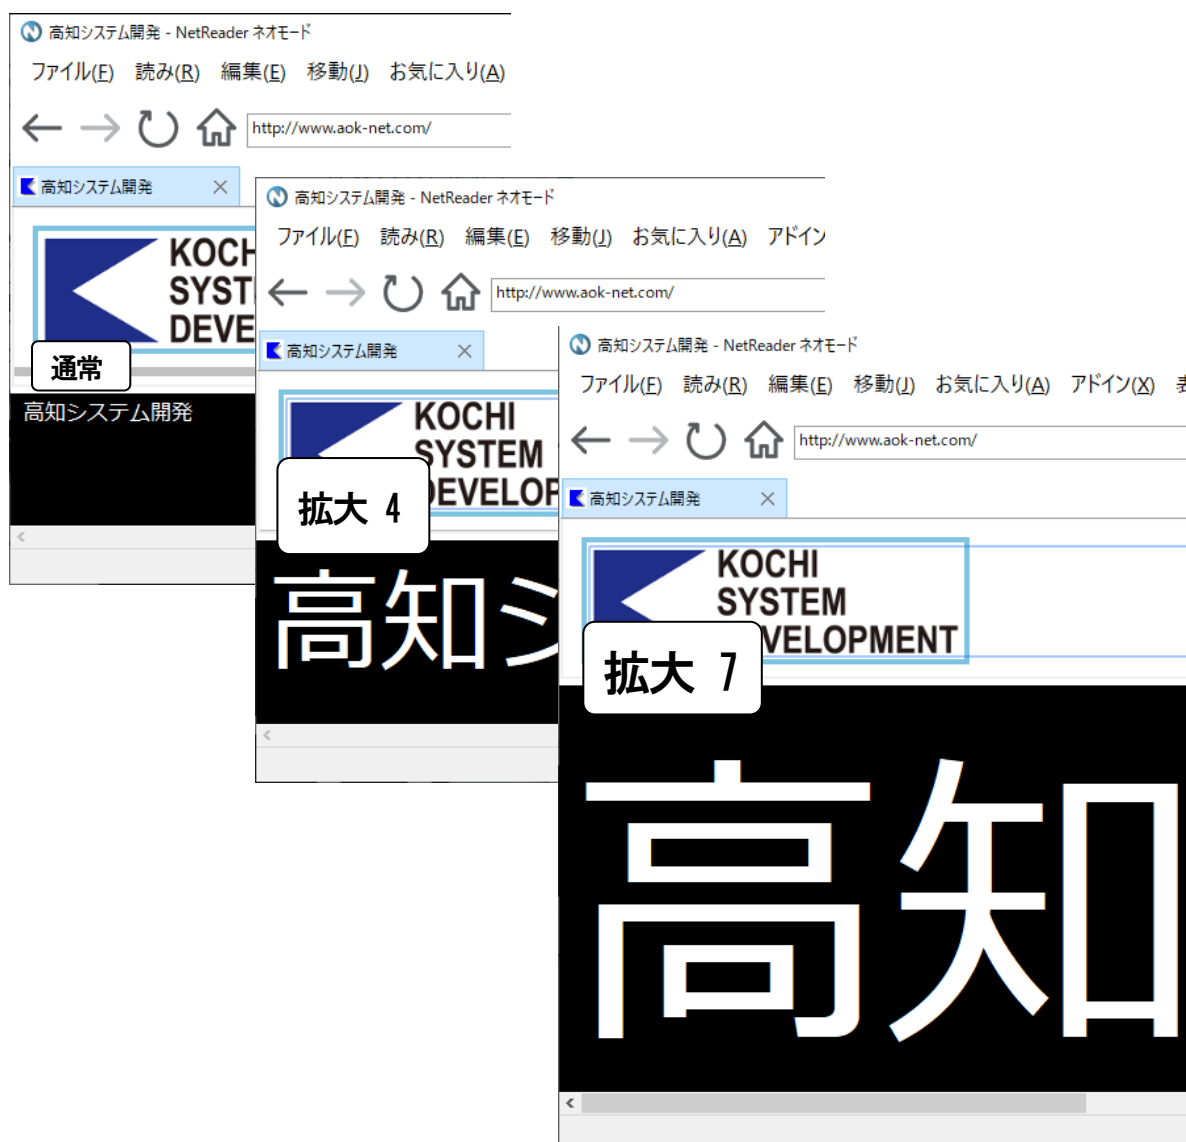 高知システム開発 - NetReader ネオモード
ファイル(F) 読み(R) 編集(E) 移動(J) お気に入り(A)
http://www.aok-net.com/
高知システム開発
KOCH
SYST
DEVE
通常
高知システム開発
高知システム開発 - NetReader ネオモード
ファイル(F) 読み(R) 編集(E) 移動(J) お気に入り(A) アドイン
http://www.aok-net.com/
高知システム開発
KOCHI
SYSTEM
DEVELOP
拡大 4
高知シ
高知システム開発 - NetReader ネオモード
ファイル(F) 読み(R) 編集(E) 移動(J) お気に入り(A) アドイン(X) 表
http://www.aok-net.com/
高知システム開発
KOCHI
SYSTEM
VELOPMENT
拡大 7
高知